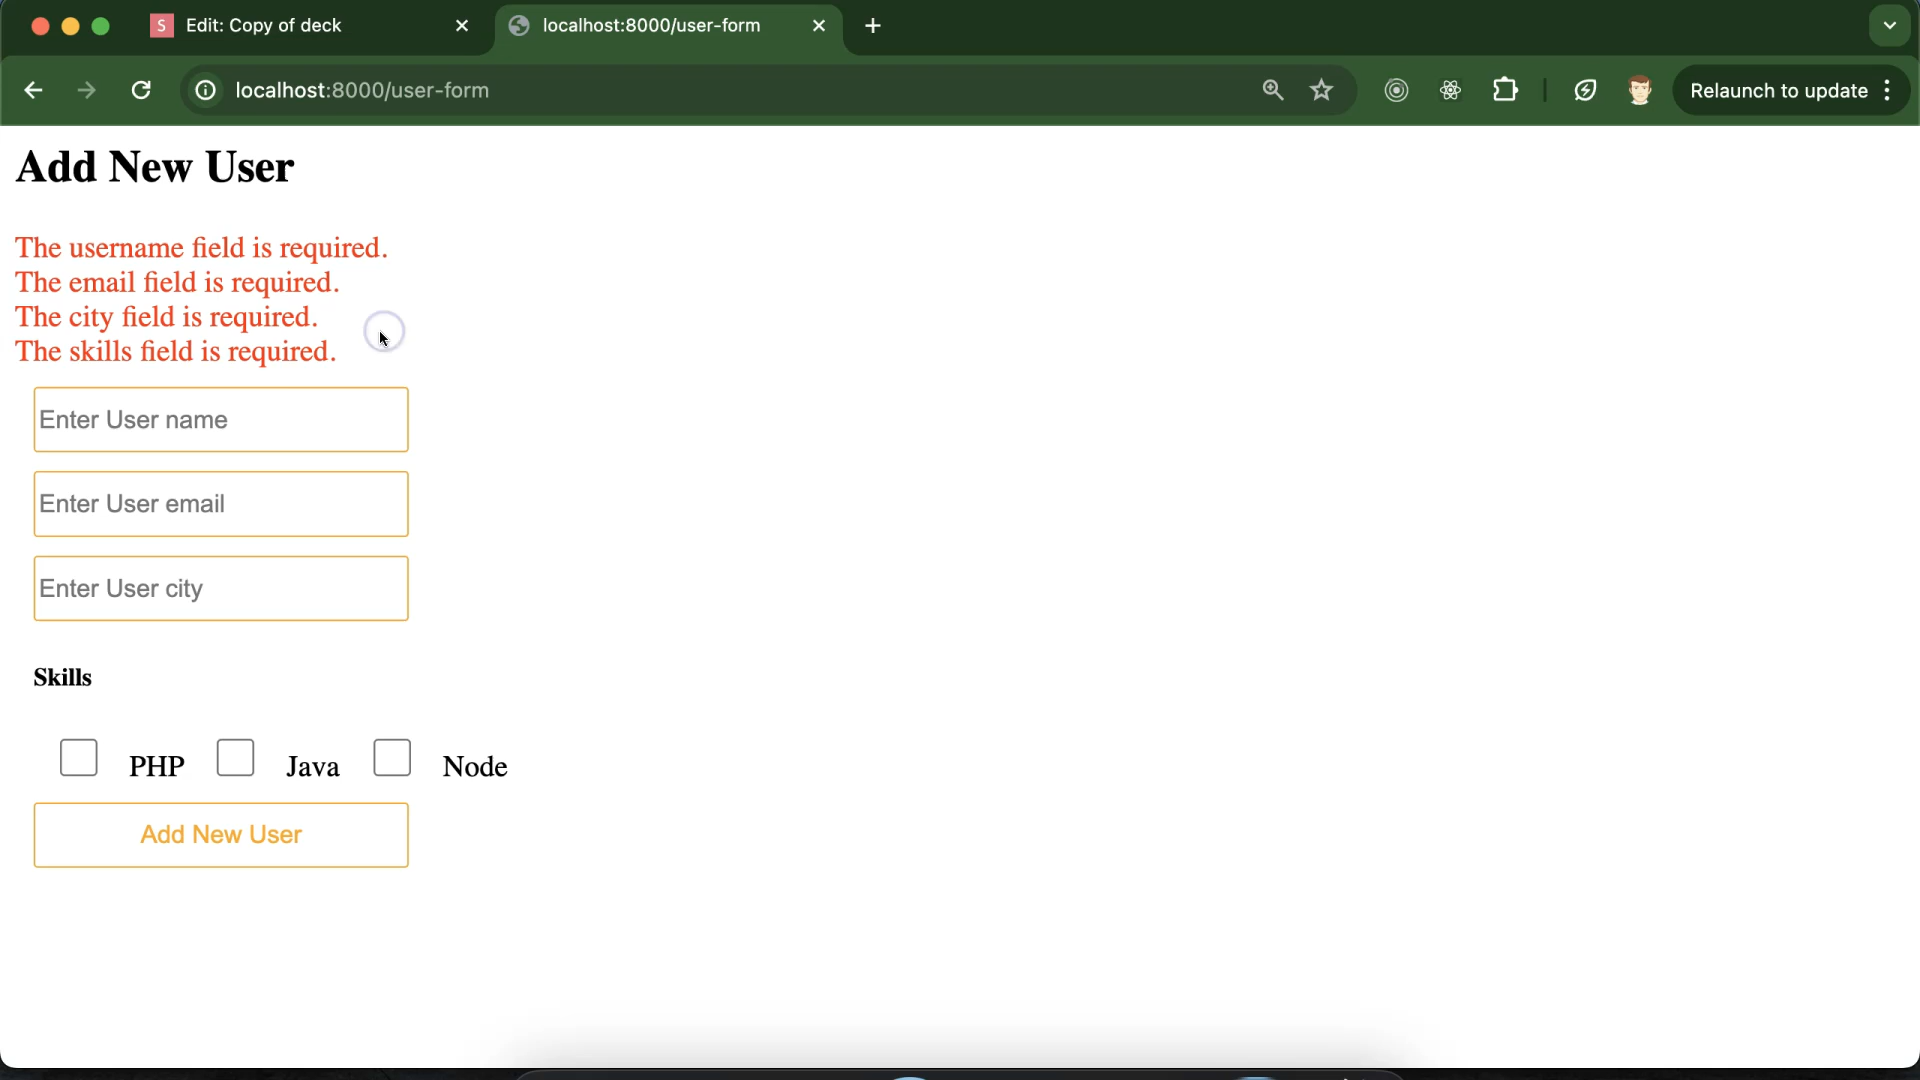 S Edit: Copy of deck
localhost:8000/user-form
localhost:8000/user-form
Relaunch to update
Add New User
The username field is required.
The email field is required.
The city field is required.
The skills field is required.
Enter User name
Enter User email
Enter User city
Skills
PHP Java Node
Add New User